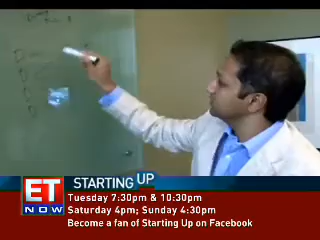 ET
NOW
STARTING UP
Tuesday 7:30pm & 10:30pm
Saturday 4pm; Sunday 4:30pm
Become a fan of Starting Up on Facebook